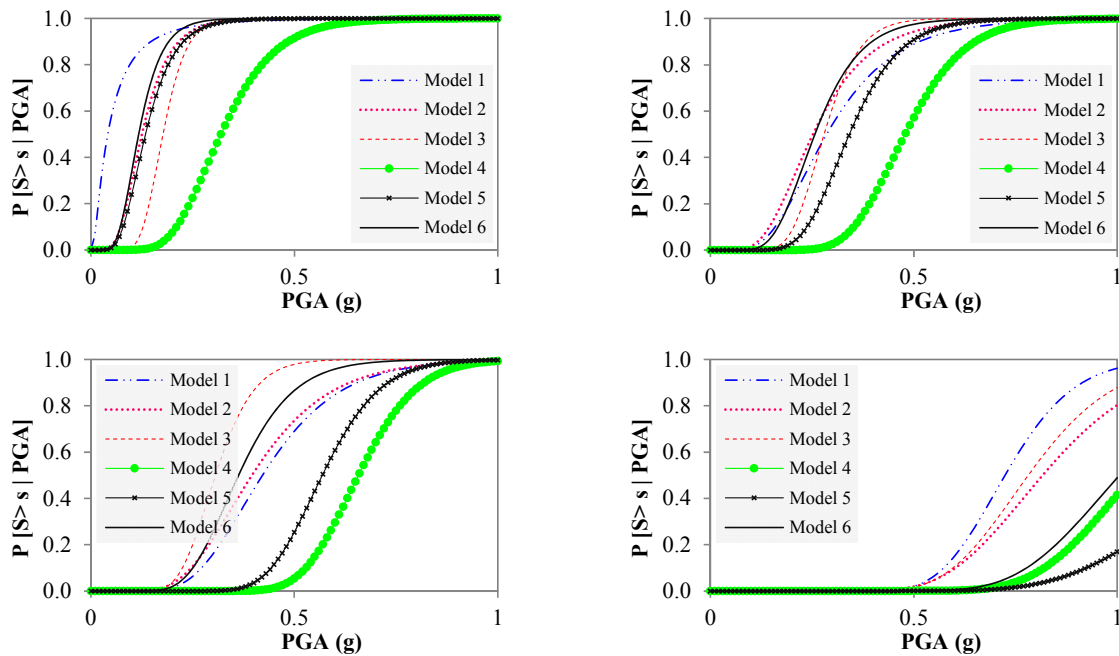 P [S> s | PGA]
1.0
0.8
0.6
0.4
0.2
0.0
0
0.5
1
PGA (g)
Model 1
Model 2
Model 3
Model 4
Model 5
Model 6
P [S> s | PGA]
1.0
0.8
0.6
0.4
0.2
0.0
0
0.5
1
PGA (g)
Model 1
Model 2
Model 3
Model 4
Model 5
Model 6
P [S> s | PGA]
1.0
0.8
0.6
0.4
0.2
0.0
0
0.5
1
PGA (g)
Model 1
Model 2
Model 3
Model 4
Model 5
Model 6
P [S> s | PGA]
1.0
0.8
0.6
0.4
0.2
0.0
0
0.5
1
PGA (g)
Model 1
Model 2
Model 3
Model 4
Model 5
Model 6